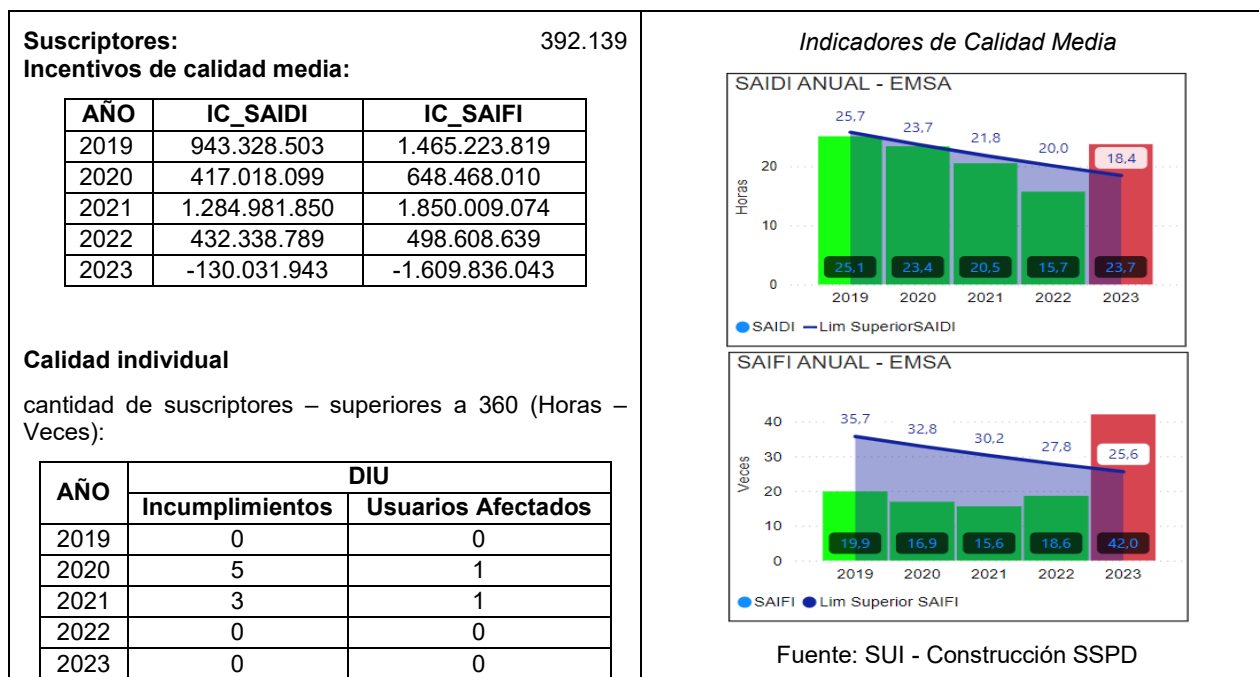 Suscriptores: 392.139
Incentivos de calidad media:
AÑO IC_SAIDI IC_SAIFI
2019 943.328.503 1.465.223.819
2020 417.018.099 648.468.010
2021 1.284.981.850 1.850.009.074
2022 432.338.789 498.608.639
2023 -130.031.943 -1.609.836.043
Calidad individual
cantidad de suscriptores – superiores a 360 (Horas –
Veces):
AÑO DIU
Incumplimientos Usuarios Afectados
2019 0 0
2020 5 1
2021 3 1
2022 0 0
2023 0 0
Indicadores de Calidad Media
SAIDI ANUAL - EMSA
25,7 23,7 21,8 20,0 18,4
Horas
20
10
0
25,1 23,4 20,5 15,7 23,7
2019 2020 2021 2022 2023
SAIDI Lim SuperiorSAIDI
SAIFI ANUAL - EMSA
35,7 32,8 30,2 27,8 25,6
Veces
40
30
20
10
0
19,9 16,9 15,6 18,6 42,0
2019 2020 2021 2022 2023
SAIFI Lim Superior SAIFI
Fuente: SUI - Construcción SSPD